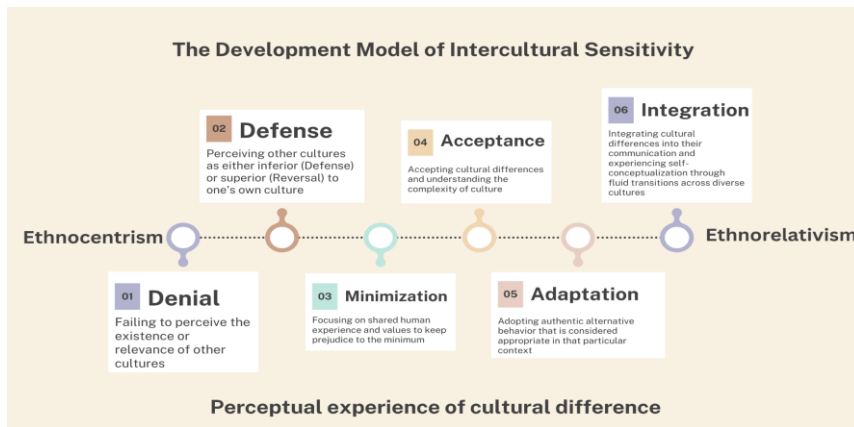 The Development Model of Intercultural Sensitivity
02 Defense
Perceiving other cultures
as either inferior (Defense)
or superior (Reversal) to
one's own culture
04 Acceptance
Accepting cultural differences
and understanding the
complexity of culture
06 Integration
Integrating cultural
differences into their
communication and
experiencing self-
conceptualization through
fluid transitions across diverse
cultures
Ethnocentrism
Ethnorelativism
01 Denial
Failing to perceive the
existence or
relevance of other
cultures
03 Minimization
Focusing on shared human
experience and values to keep
prejudice to the minimum
05 Adaptation
Adopting authentic alternative
behavior that is considered
appropriate in that particular
context
Perceptual experience of cultural difference